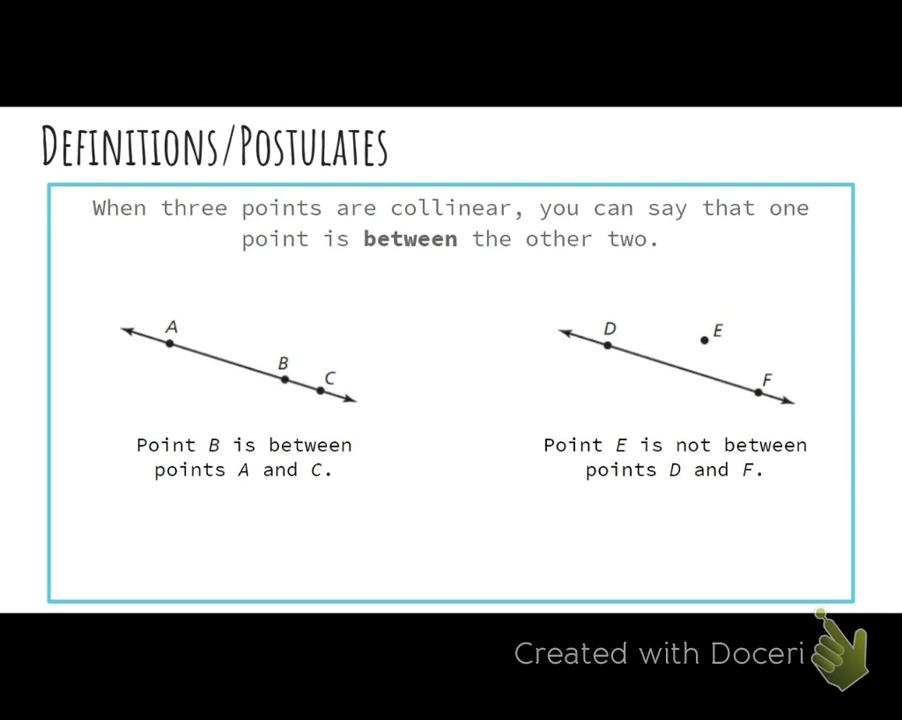 DEFINITIONS/POSTULATES
When three points are collinear, you can say that one
point is between the other two.
A
B
C
D
E
F
Point B is between
points A and C.
Point E is not between
points D and F.
Created with Doceri